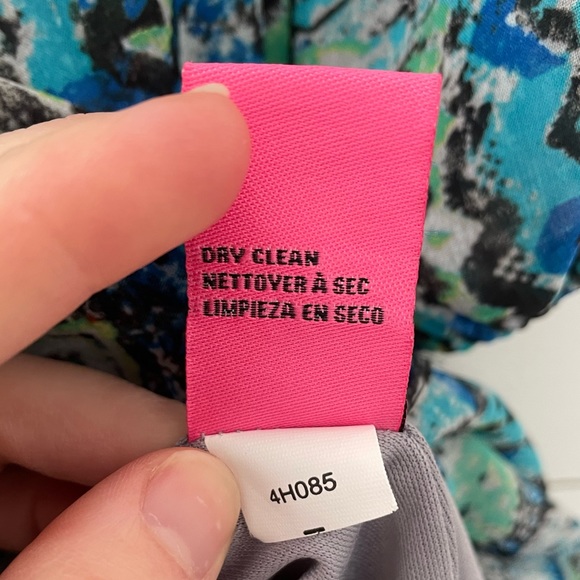 DRY CLEAN
NETTOYER À SEC
LIMPIEZA EN SECO
4H085